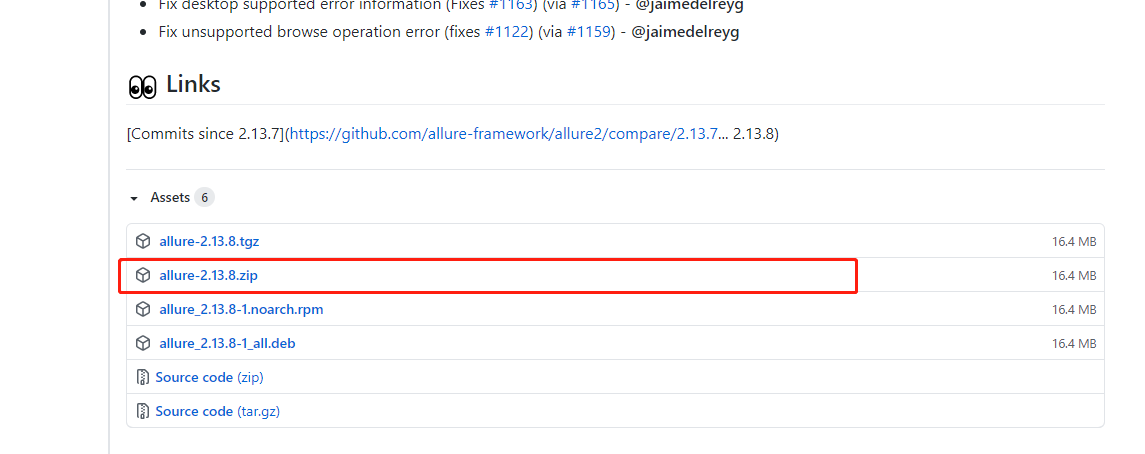 Fix desktop supported error information (Fixes #1163) (via #1165) - @jaimedelreyg
Fix unsupported browse operation error (fixes #1122) (via #1159) - @jaimedelreyg
Links
[Commits since 2.13.7](https://github.com/allure-framework/allure2/compare/2.13.7... 2.13.8)
Assets 6
allure-2.13.8.tgz 16.4 MB
allure-2.13.8.zip 16.4 MB
allure_2.13.8-1.noarch.rpm 16.4 MB
allure_2.13.8-1_all.deb 16.4 MB
Source code (zip)
Source code (tar.gz)